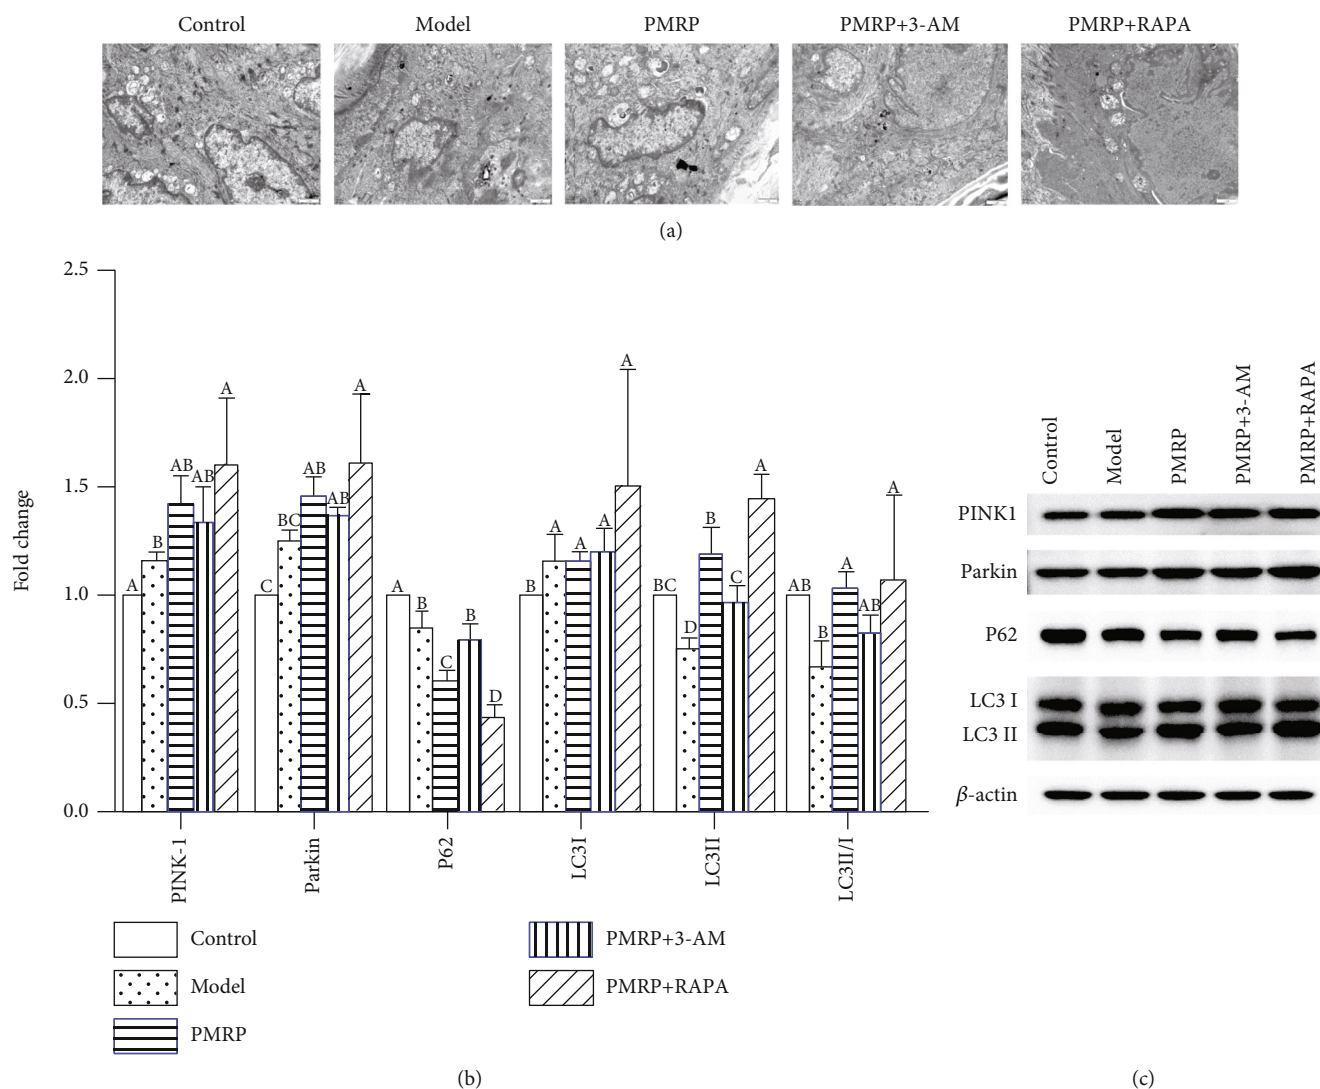 Control Model PMRP PMRP+3-AM PMRP+RAPA
(a)
Fold change
2.5
2.0
1.5
1.0
0.5
0.0
A B AB AB A
C BC AB AB A
A B C B D
B A A A A
BC D B C A
AB B A AB A
PINK-1 Parkin P62 LC3I LC3II LC3II/I
Control
Model
PMRP
PMRP+3-AM
PMRP+RAPA
(b)
Control Model PMRP PMRP+3-AM PMRP+RAPA
PINK1
Parkin
P62
LC3 I
LC3 II
β-actin
(c)